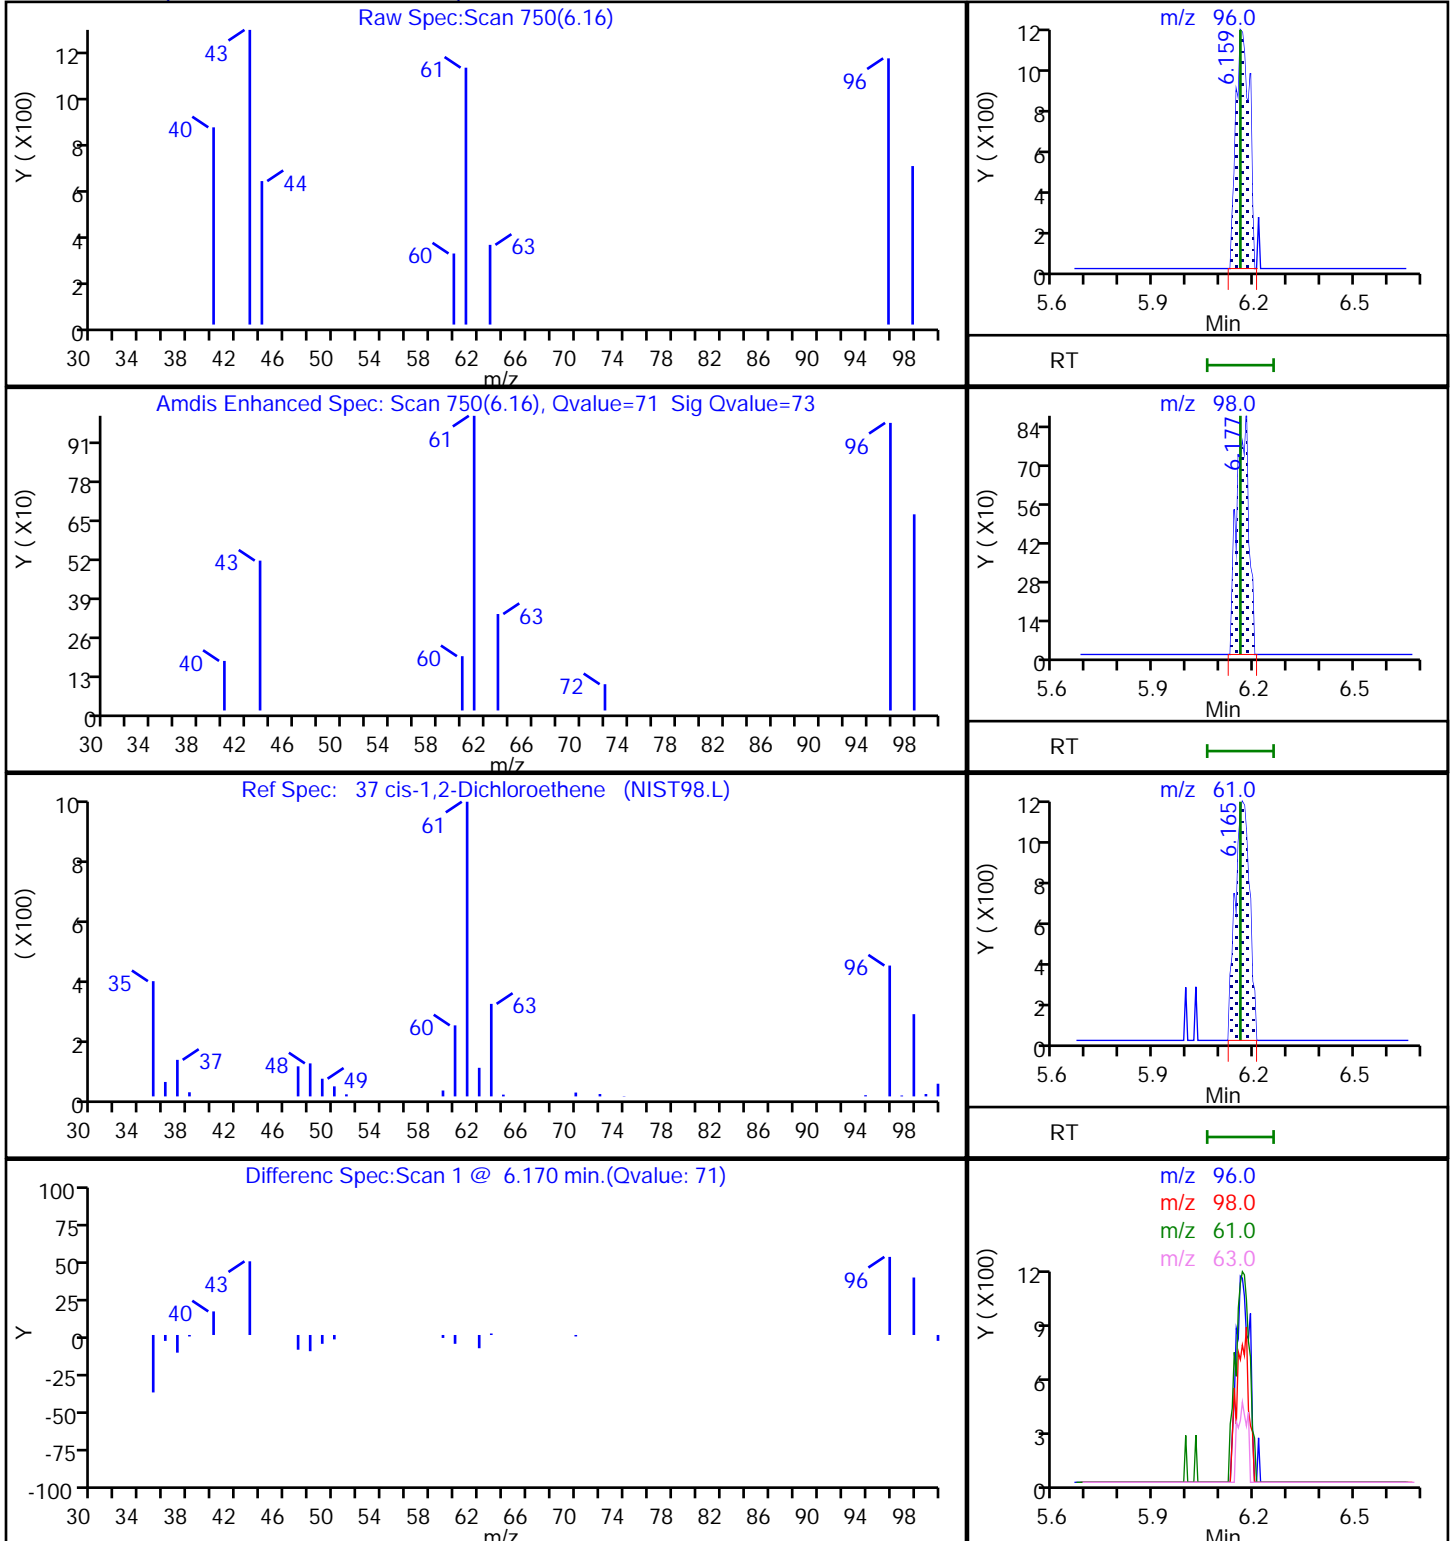 Raw Spec:Scan 750(6.16)
Y ( X100)
12
10
8
6
4
2
0
43
61
96
40
44
60
63
30 34 38 42 46 50 54 58 62 66 70 74 78 82 86 90 94 98
m/z
m/z 96.0
Y ( X100)
12
10
8
6
4
2
0
6.159
5.6 5.9 6.2 6.5
Min
RT
Amdis Enhanced Spec: Scan 750(6.16), Qvalue=71 Sig Qvalue=73
Y ( X10)
91
78
65
52
39
26
13
0
61
96
43
63
40
60
72
30 34 38 42 46 50 54 58 62 66 70 74 78 82 86 90 94 98
m/z
m/z 98.0
Y ( X10)
84
70
56
42
28
14
0
6.177
5.6 5.9 6.2 6.5
Min
RT
Ref Spec: 37 cis-1,2-Dichloroethene (NIST98.L)
( X100)
10
8
6
4
2
0
61
35
96
63
60
37
48
49
30 34 38 42 46 50 54 58 62 66 70 74 78 82 86 90 94 98
m/z 61.0
Y ( X100)
12
10
8
6
4
2
0
6.165
5.6 5.9 6.2 6.5
Min
RT
Differenc Spec:Scan 1 @ 6.170 min.(Qvalue: 71)
Y
100
75
50
25
0
-25
-50
-75
-100
43
40
96
30 34 38 42 46 50 54 58 62 66 70 74 78 82 86 90 94 98
m/z
m/z 96.0
m/z 98.0
m/z 61.0
m/z 63.0
Y ( X100)
12
9
6
3
0
5.6 5.9 6.2 6.5
Min